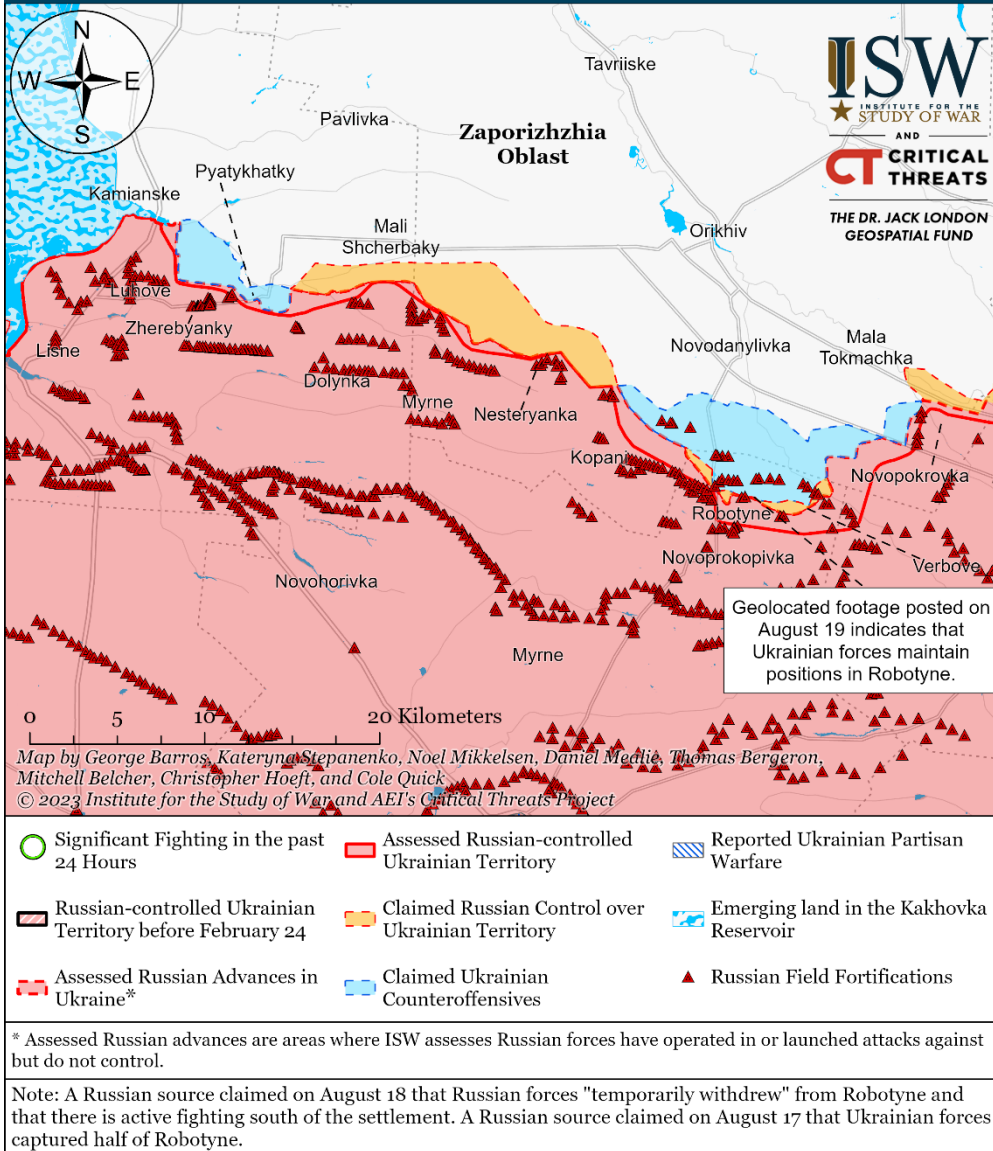 N
W
E
S
Tavriiske
ISW
INSTITUTE FOR THE
STUDY OF WAR
AND
CT CRITICAL
THREATS
THE DR. JACK LONDON
GEOSPATIAL FUND
Pavlivka
Zaporizhzhia
Oblast
Pyatykhatky
Kamianske
Mali
Shcherbaky
Orikhiv
Luhove
Zherebyanky
Lisne
Novodanylivka
Mala
Tokmachka
Dolynka
Myrne
Nesteryanka
Kopani
Novopokrovka
Robotyne
Novoprokopivka
Verbove
Novohorivka
Geolocated footage posted on
August 19 indicates that
Ukrainian forces maintain
positions in Robotyne.
Myrne
0 5 10 20 Kilometers
Map by George Barros, Kateryna Stepanenko, Noel Mikkelsen, Daniel Mealie, Thomas Bergeron,
Mitchell Belcher, Christopher Hoeft, and Cole Quick
© 2023 Institute for the Study of War and AEI's Critical Threats Project
Significant Fighting in the past
24 Hours
Assessed Russian-controlled
Ukrainian Territory
Reported Ukrainian Partisan
Warfare
Russian-controlled Ukrainian
Territory before February 24
Claimed Russian Control over
Ukrainian Territory
Emerging land in the Kakhovka
Reservoir
Assessed Russian Advances in
Ukraine*
Claimed Ukrainian
Counteroffensives
Russian Field Fortifications
* Assessed Russian advances are areas where ISW assesses Russian forces have operated in or launched attacks against
but do not control.
Note: A Russian source claimed on August 18 that Russian forces "temporarily withdrew" from Robotyne and
that there is active fighting south of the settlement. A Russian source claimed on August 17 that Ukrainian forces
captured half of Robotyne.